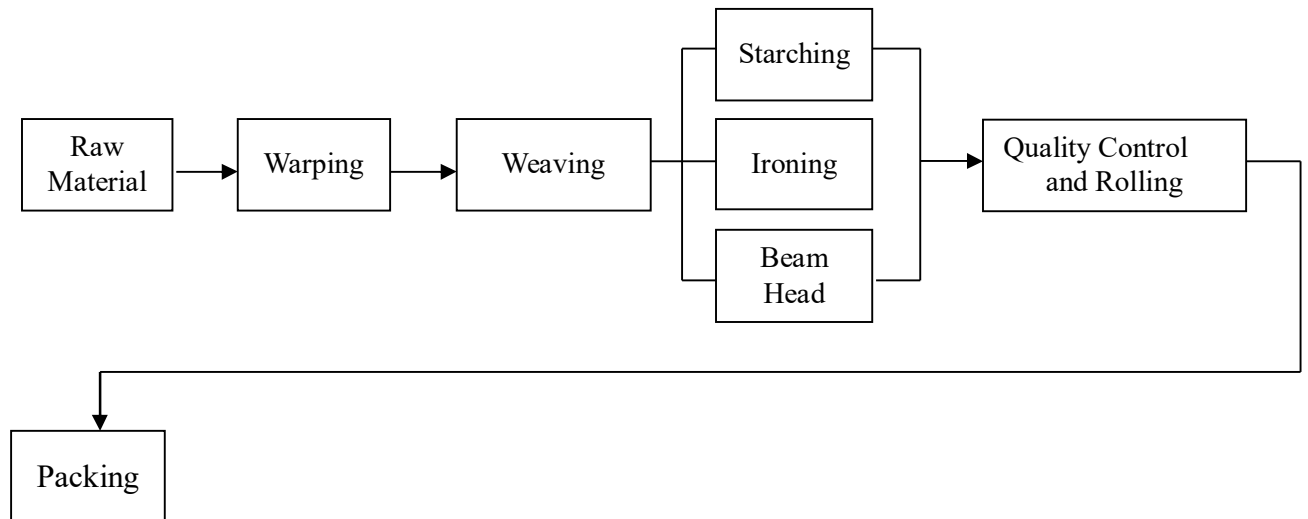 Raw
Material
Warping
Weaving
Starching
Ironing
Beam
Head
Quality Control
and Rolling
Packing